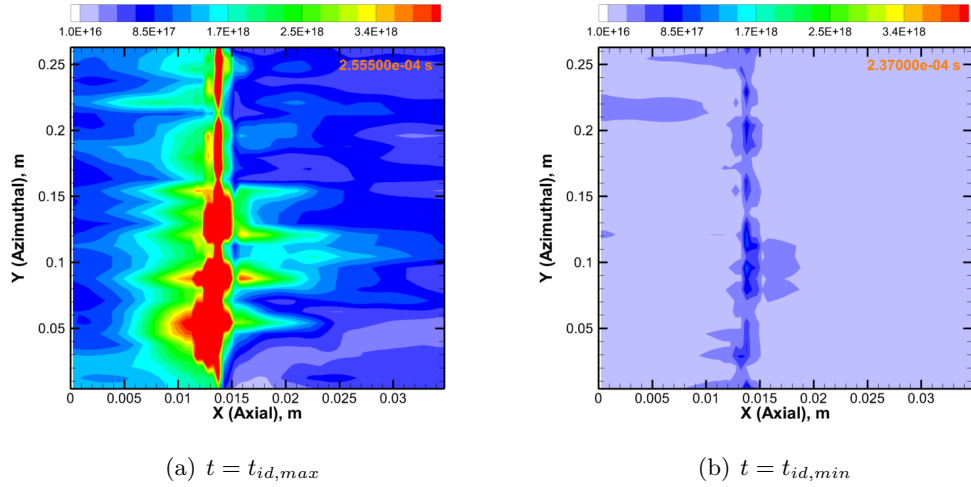 1.0E+16 8.5E+17 1.7E+18 2.5E+18 3.4E+18
2.55500e-04 s
0.25
0.2
0.15
0.1
0.05
Y (Azimuthal), m
0 0.005 0.01 0.015 0.02 0.025 0.03
X (Axial), m
(a) t = t_{id,max}
1.0E+16 8.5E+17 1.7E+18 2.5E+18 3.4E+18
2.37000e-04 s
0.25
0.2
0.15
0.1
0.05
Y (Azimuthal), m
0 0.005 0.01 0.015 0.02 0.025 0.03
X (Axial), m
(b) t = t_{id,min}